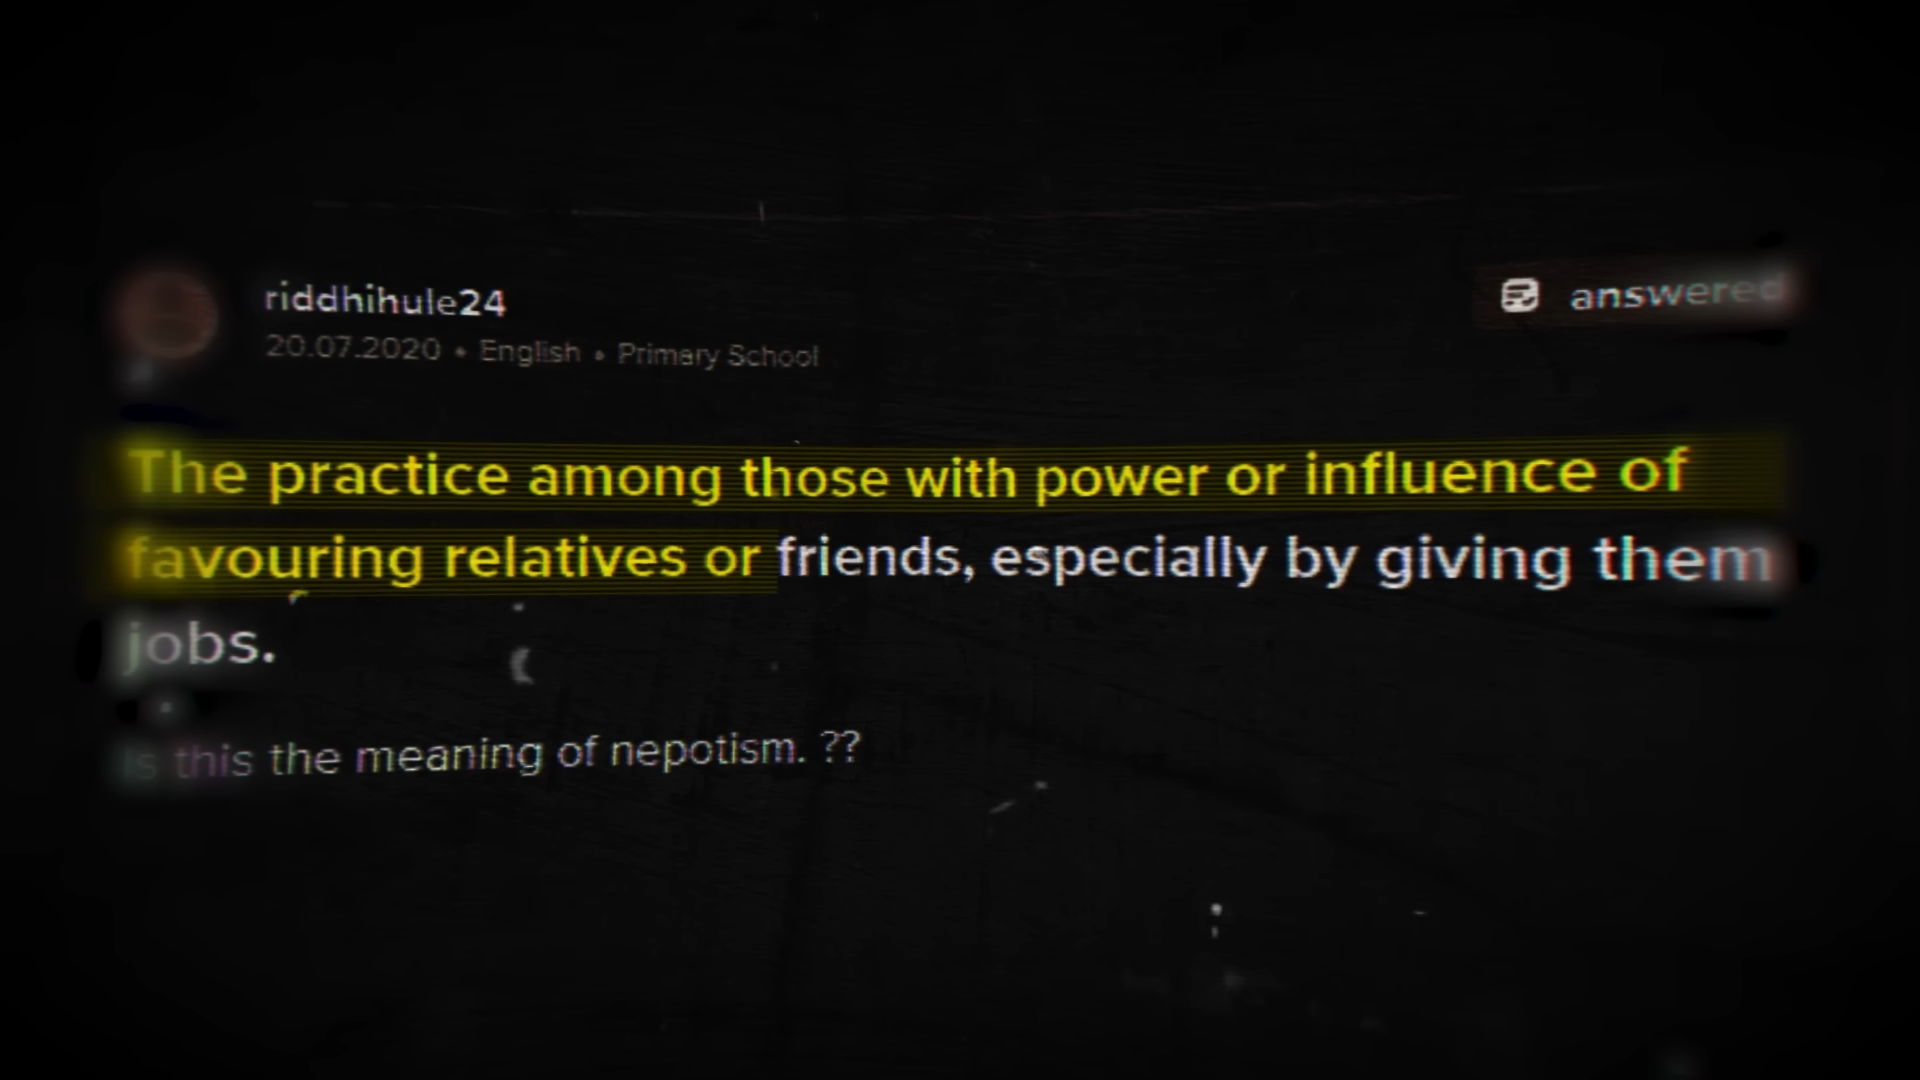 riddhihule24
answered
20.07.2020 • English • Primary School
The practice among those with power or influence of
favouring relatives or friends, especially by giving them
jobs.
Is this the meaning of nepotism. ??